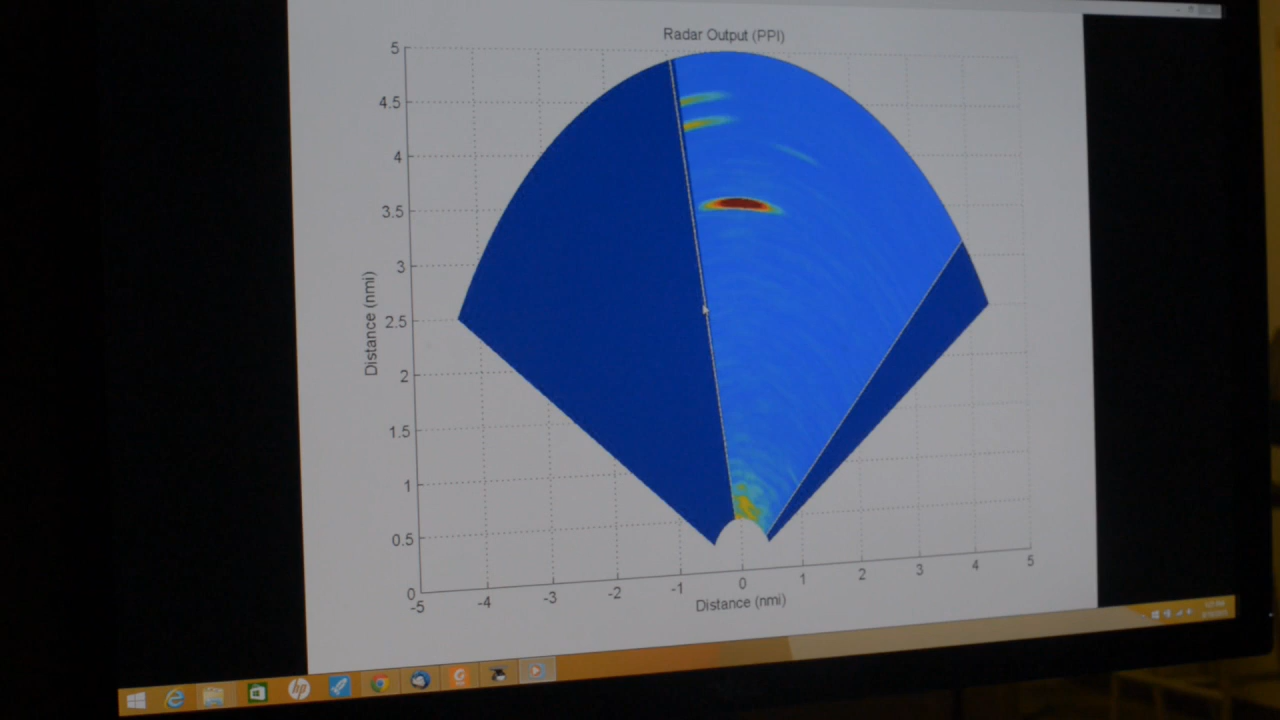 Radar Output (PPI)
5
4.5
4
3.5
3
2.5
2
1.5
1
0.5
0
Distance (nmi)
-5 -4 -3 -2 -1 0 1 2 3 4 5
Distance (nmi)
hp